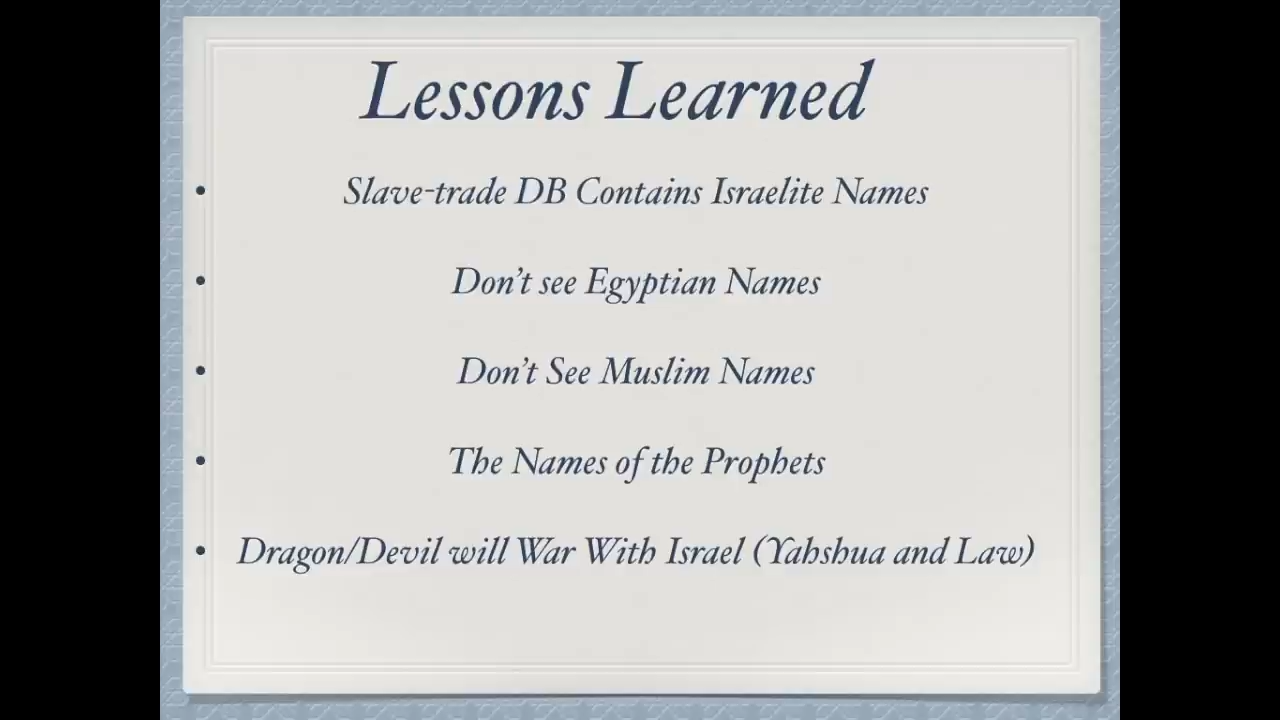 Lessons Learned
• Slave-trade DB Contains Israelite Names
• Don't see Egyptian Names
• Don't See Muslim Names
• The Names of the Prophets
• Dragon/Devil will War With Israel (Yahshua and Law)